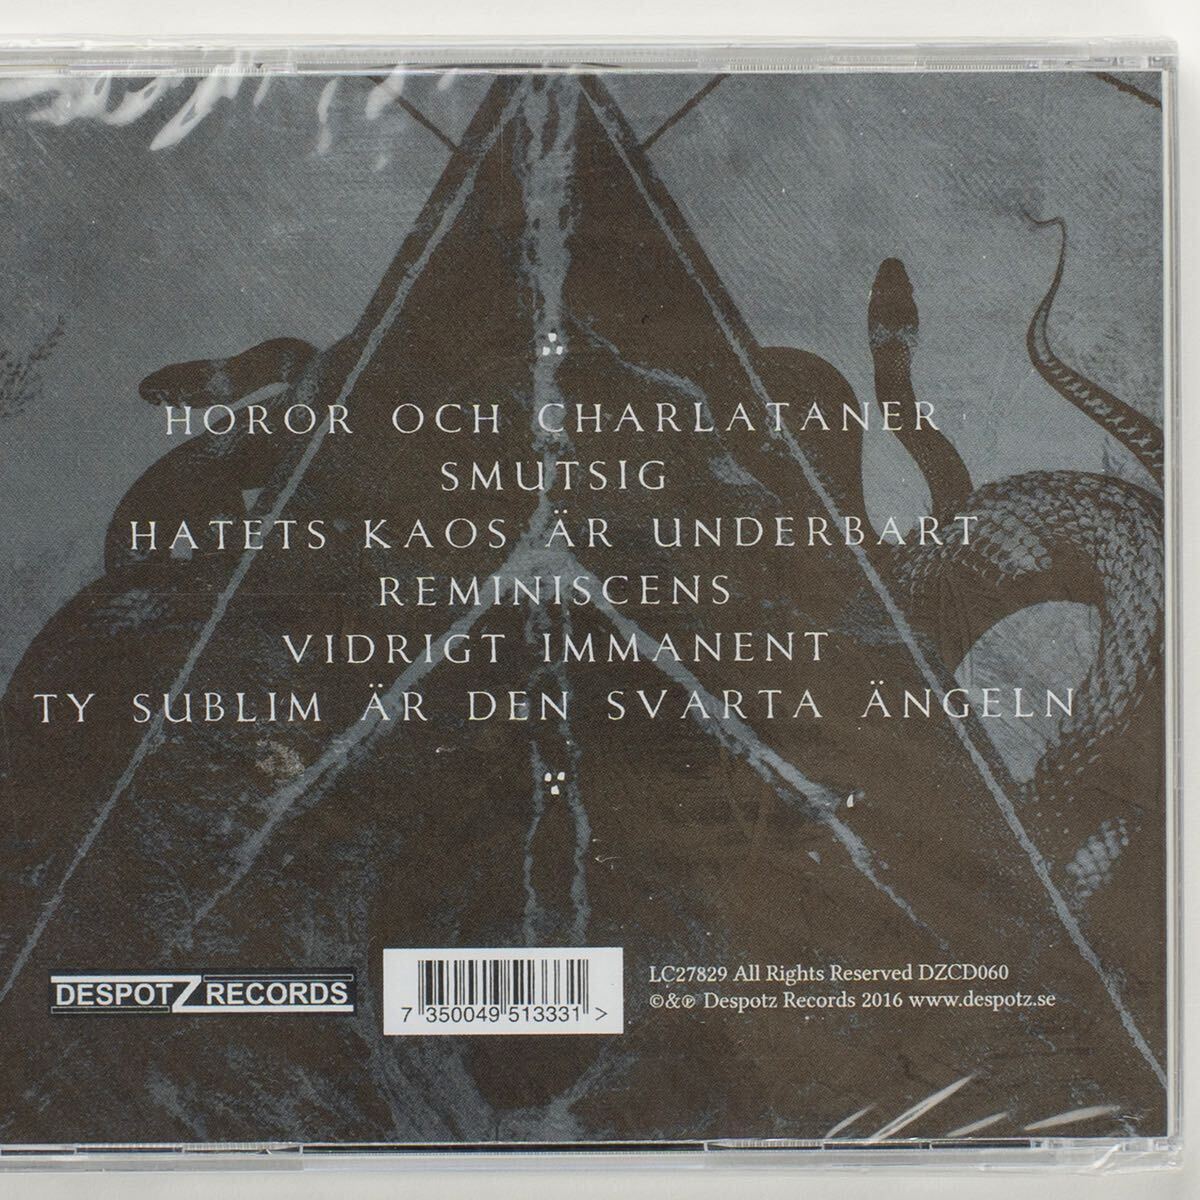 HOROR OCH CHARLATANER
SMUTSIG
HATETS KAOS ÄR UNDERBART
REMINISCENS
VIDRIGT IMMANENT
TY SUBLIM ÄR DEN SVARTA ÄNGELN
DESPOTZ RECORDS
7 350049 513331 >
LC27829 All Rights Reserved DZCD060
©&℗ Despotz Records 2016 www.despotz.se